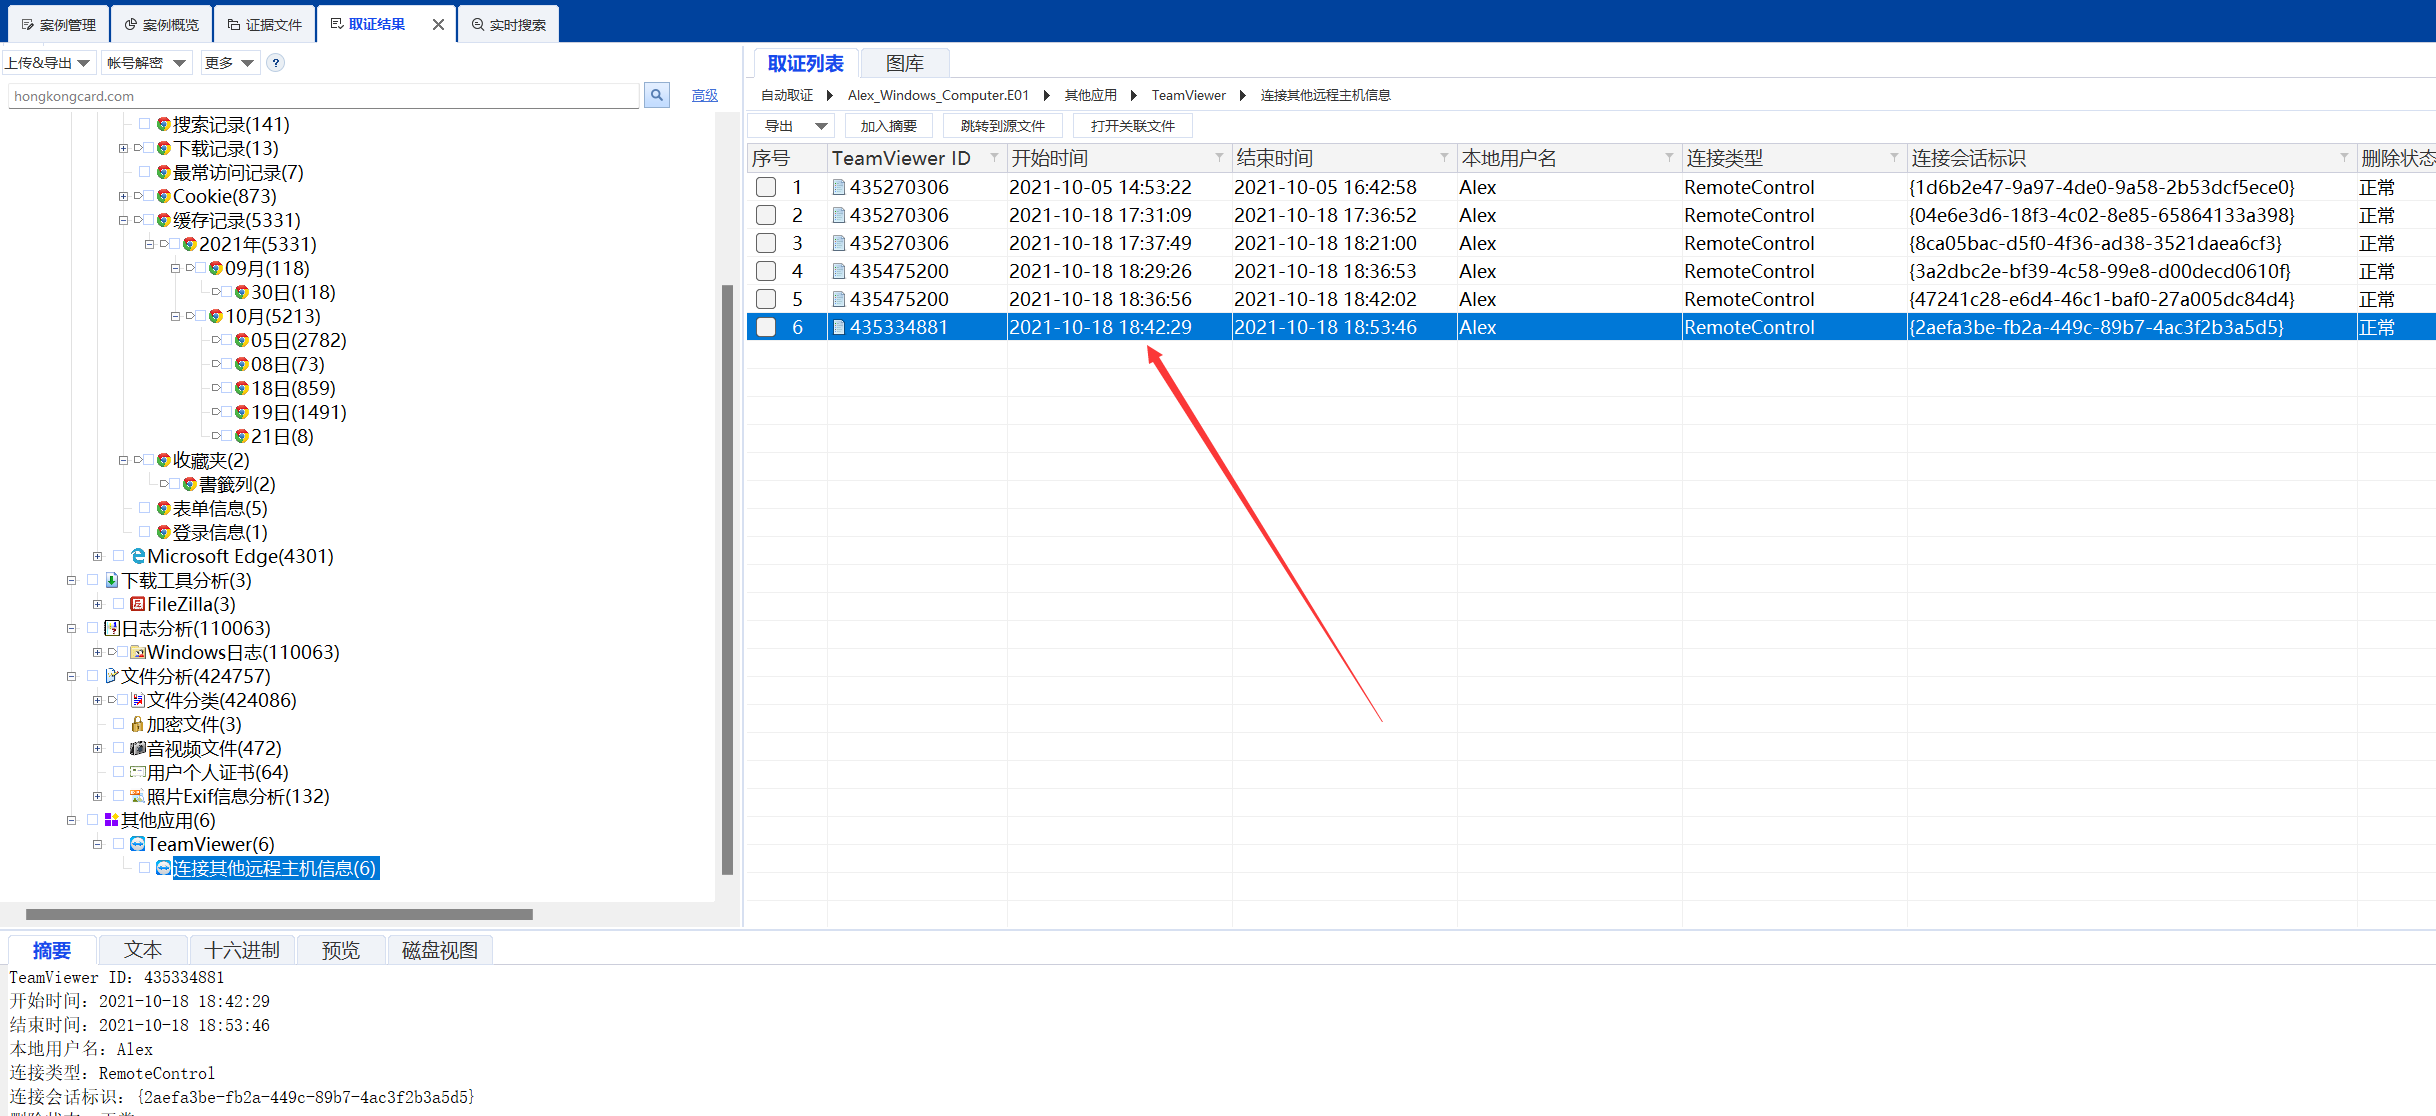 案例管理 案例概览 证据文件 取证结果 实时搜索
上传&导出 帐号解密 更多 ?
hongkongcard.com 高级
搜索记录(141)
下载记录(13)
最常访问记录(7)
Cookie(873)
缓存记录(5331)
2021年(5331)
09月(118)
30日(118)
10月(5213)
05日(2782)
08日(73)
18日(859)
19日(1491)
21日(8)
收藏夹(2)
書籤列(2)
表单信息(5)
登录信息(1)
Microsoft Edge(4301)
下载工具分析(3)
FileZilla(3)
日志分析(110063)
Windows日志(110063)
文件分析(424757)
文件分类(424086)
加密文件(3)
音视频文件(472)
用户个人证书(64)
照片Exif信息分析(132)
其他应用(6)
TeamViewer(6)
连接其他远程主机信息(6)
取证列表 图库
自动取证 Alex_Windows_Computer.E01 其他应用 TeamViewer 连接其他远程主机信息
导出 加入摘要 跳转到源文件 打开关联文件
序号 TeamViewer ID 开始时间 结束时间 本地用户名 连接类型 连接会话标识 删除状态
1 435270306 2021-10-05 14:53:22 2021-10-05 16:42:58 Alex RemoteControl {1d6b2e47-9a97-4de0-9a58-2b53dcf5ece0} 正常
2 435270306 2021-10-18 17:31:09 2021-10-18 17:36:52 Alex RemoteControl {04e6e3d6-18f3-4c02-8e85-65864133a398} 正常
3 435270306 2021-10-18 17:37:49 2021-10-18 18:21:00 Alex RemoteControl {8ca05bac-d5f0-4f36-ad38-3521daea6cf3} 正常
4 435475200 2021-10-18 18:29:26 2021-10-18 18:36:53 Alex RemoteControl {3a2dbc2e-bf39-4c58-99e8-d00decd0610f} 正常
5 435475200 2021-10-18 18:36:56 2021-10-18 18:42:02 Alex RemoteControl {47241c28-e6d4-46c1-baf0-27a005dc84d4} 正常
6 435334881 2021-10-18 18:42:29 2021-10-18 18:53:46 Alex RemoteControl {2aefa3be-fb2a-449c-89b7-4ac3f2b3a5d5} 正常
摘要 文本 十六进制 预览 磁盘视图
TeamViewer ID: 435334881
开始时间: 2021-10-18 18:42:29
结束时间: 2021-10-18 18:53:46
本地用户名: Alex
连接类型: RemoteControl
连接会话标识: {2aefa3be-fb2a-449c-89b7-4ac3f2b3a5d5}